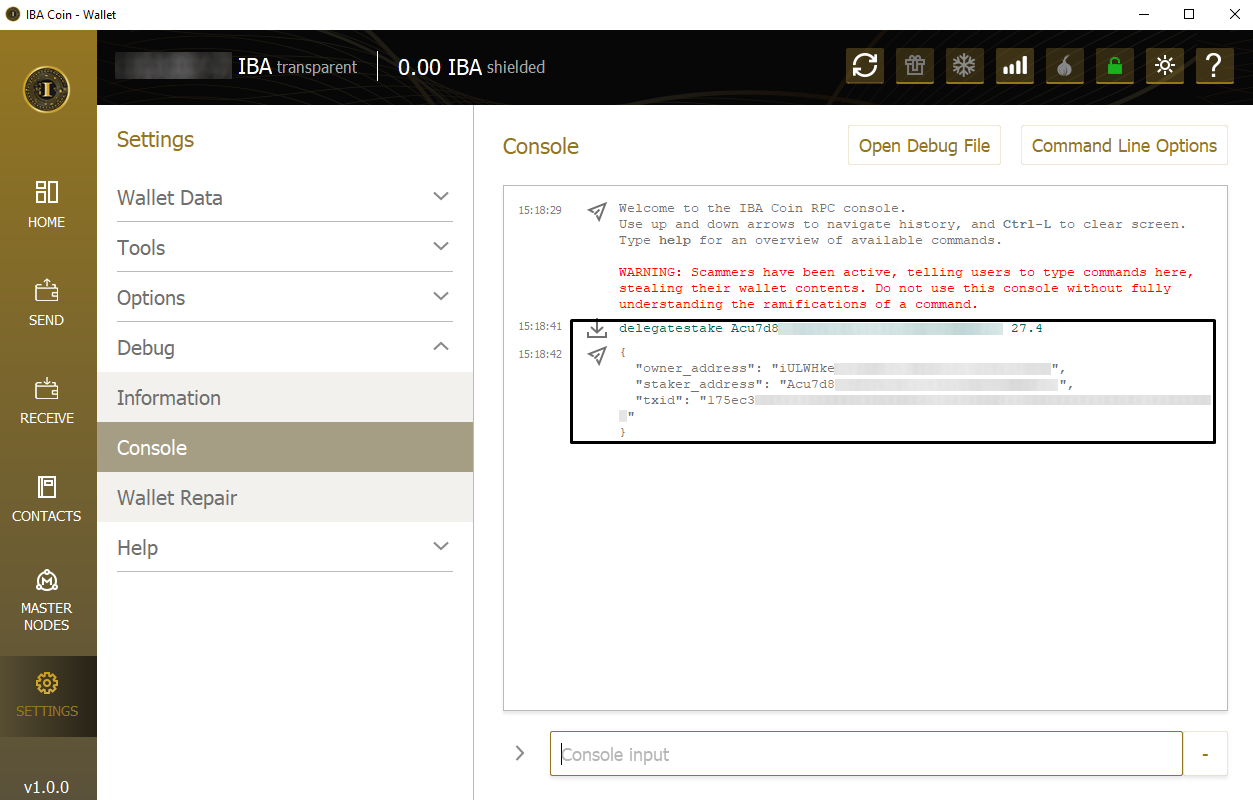 IBA Coin - Wallet
IBA transparent
0.00 IBA shielded
?
I
HOME
SEND
RECEIVE
CONTACTS
MASTER
NODES
SETTINGS
v1.0.0
Settings
Wallet Data
Tools
Options
Debug
Information
Console
Wallet Repair
Help
Console
Open Debug File
Command Line Options
15:18:29
Welcome to the IBA Coin RPC console.
Use up and down arrows to navigate history, and Ctrl-L to clear screen.
Type help for an overview of available commands.
WARNING: Scammers have been active, telling users to type commands here,
stealing their wallet contents. Do not use this console without fully
understanding the ramifications of a command.
15:18:41
delegatestake Acu7d8 27.4
15:18:42
{
"owner_address": "iULWHke ",
"staker_address": "Acu7d8 ",
"txid": "175ec3
"
}
Console input
-